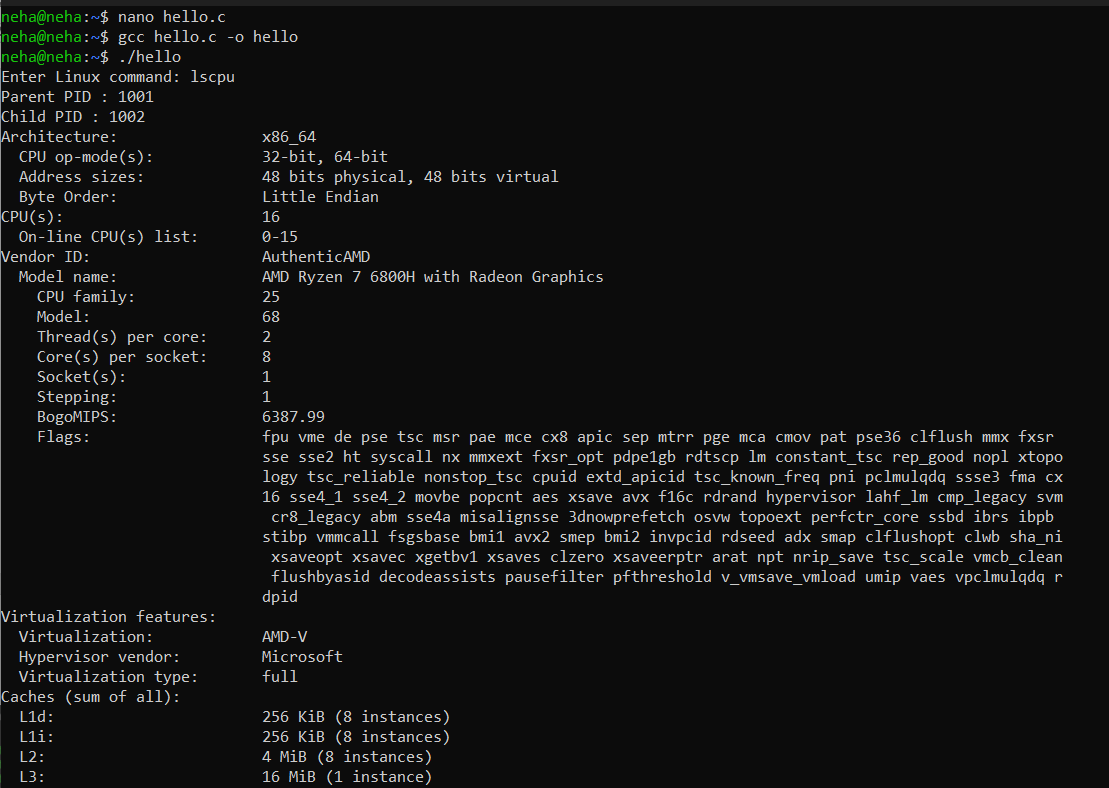 neha@neha:~$ nano hello.c
neha@neha:~$ gcc hello.c -o hello
neha@neha:~$ ./hello
Enter Linux command: lscpu
Parent PID : 1001
Child PID : 1002
Architecture:                x86_64
  CPU op-mode(s):            32-bit, 64-bit
  Address sizes:             48 bits physical, 48 bits virtual
  Byte Order:                Little Endian
CPU(s):                      16
  On-line CPU(s) list:       0-15
Vendor ID:                   AuthenticAMD
  Model name:                AMD Ryzen 7 6800H with Radeon Graphics
    CPU family:              25
    Model:                   68
    Thread(s) per core:      2
    Core(s) per socket:      8
    Socket(s):               1
    Stepping:                1
    BogoMIPS:                6387.99
    Flags:                   fpu vme de pse tsc msr pae mce cx8 apic sep mtrr pge mca cmov pat pse36 clflush mmx fxsr
                             sse sse2 ht syscall nx mmxext fxsr_opt pdpe1gb rdtscp lm constant_tsc rep_good nopl xtopo
                             logy tsc_reliable nonstop_tsc cpuid extd_apicid tsc_known_freq pni pclmulqdq ssse3 fma cx
                             16 sse4_1 sse4_2 movbe popcnt aes xsave avx f16c rdrand hypervisor lahf_lm cmp_legacy svm
                              cr8_legacy abm sse4a misalignsse 3dnowprefetch osvw topoext perfctr_core ssbd ibrs ibpb
                             stibp vmmcall fsgsbase bmi1 avx2 smep bmi2 invpcid rdseed adx smap clflushopt clwb sha_ni
                              xsaveopt xsavec xgetbv1 xsaves clzero xsaveerptr arat npt nrip_save tsc_scale vmcb_clean
                              flushbyasid decodeassists pausefilter pfthreshold v_vmsave_vmload umip vaes vpclmulqdq r
                             dpid
Virtualization features:
  Virtualization:            AMD-V
  Hypervisor vendor:         Microsoft
  Virtualization type:       full
Caches (sum of all):
  L1d:                       256 KiB (8 instances)
  L1i:                       256 KiB (8 instances)
  L2:                        4 MiB (8 instances)
  L3:                        16 MiB (1 instance)